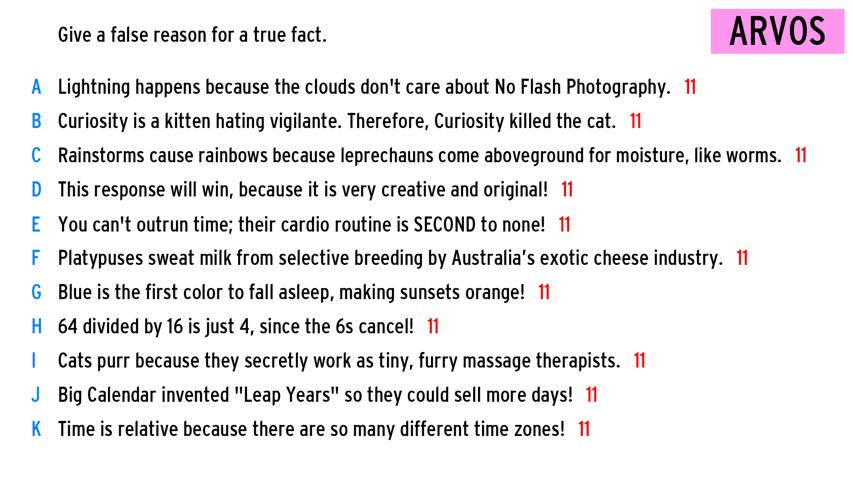 Give a false reason for a true fact.
ARVOS
A Lightning happens because the clouds don't care about No Flash Photography. 11
B Curiosity is a kitten hating vigilante. Therefore, Curiosity killed the cat. 11
C Rainstorms cause rainbows because leprechauns come aboveground for moisture, like worms. 11
D This response will win, because it is very creative and original! 11
E You can't outrun time; their cardio routine is SECOND to none! 11
F Platypuses sweat milk from selective breeding by Australia’s exotic cheese industry. 11
G Blue is the first color to fall asleep, making sunsets orange! 11
H 64 divided by 16 is just 4, since the 6s cancel! 11
I Cats purr because they secretly work as tiny, furry massage therapists. 11
J Big Calendar invented "Leap Years" so they could sell more days! 11
K Time is relative because there are so many different time zones! 11